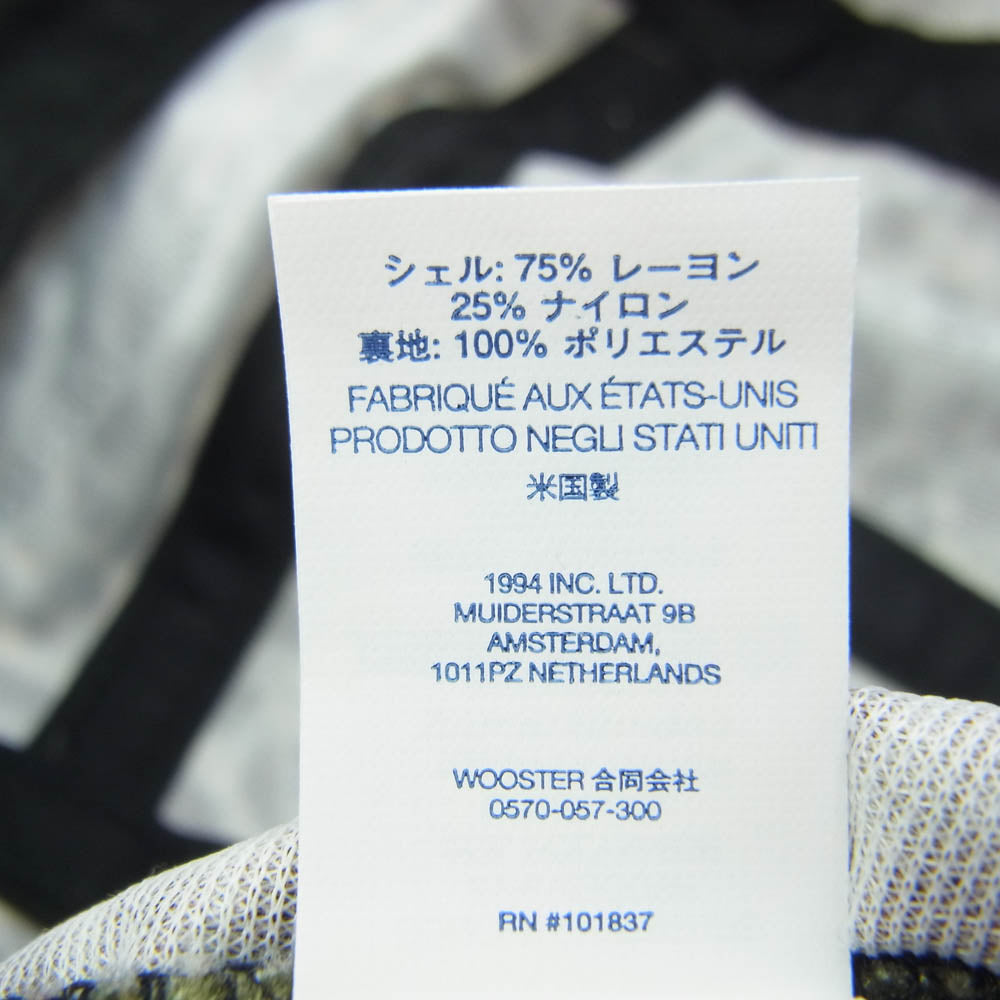 シェル: 75% レーヨン
25% ナイロン
裏地: 100% ポリエステル
FABRIQUÉ AUX ÉTATS-UNIS
PRODOTTO NEGLI STATI UNITI
米国製
1994 INC. LTD.
MUIDERSTRAAT 9B
AMSTERDAM,
1011PZ NETHERLANDS
WOOSTER 合同会社
0570-057-300
RN #101837